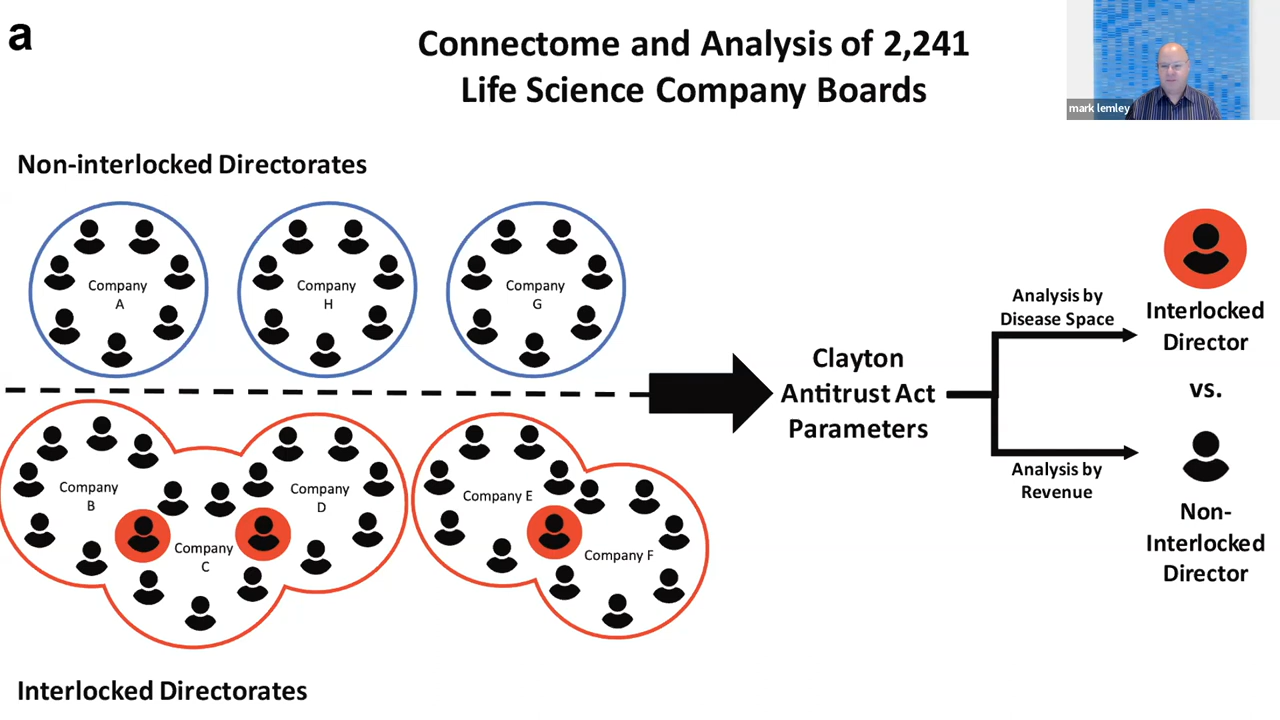 a
Connectome and Analysis of 2,241
Life Science Company Boards
mark lemley
Non-interlocked Directorates
Company
A
Company
H
Company
G
Analysis by
Disease Space
Interlocked
Director
Clayton
Antitrust Act
Parameters
vs.
Analysis by
Revenue
Non-
Interlocked
Director
Company
B
Company
C
Company
D
Company E
Company F
Interlocked Directorates